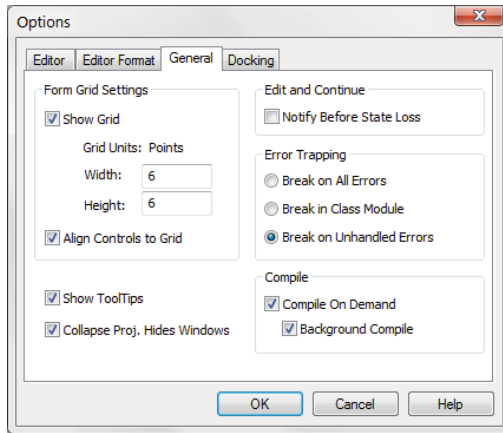 Options
Editor Editor Format General Docking
Form Grid Settings
Show Grid
Grid Units: Points
Width: 6
Height: 6
Align Controls to Grid
Show ToolTips
Collapse Proj. Hides Windows
Edit and Continue
Notify Before State Loss
Error Trapping
Break on All Errors
Break in Class Module
Break on Unhandled Errors
Compile
Compile On Demand
Background Compile
OK Cancel Help